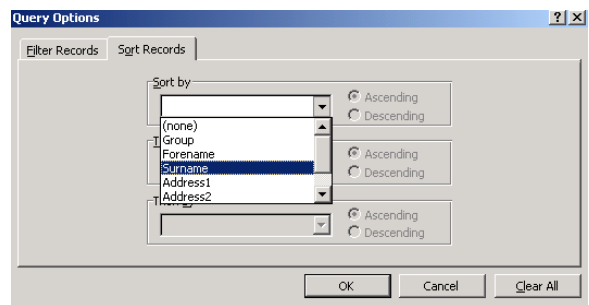 Query Options
Filter Records
Sort Records
Sort by
Ascending
Descending
(none)
Group
Forename
Surname
Address1
Address2
Ascending
Descending
Ascending
Descending
OK
Cancel
Clear All